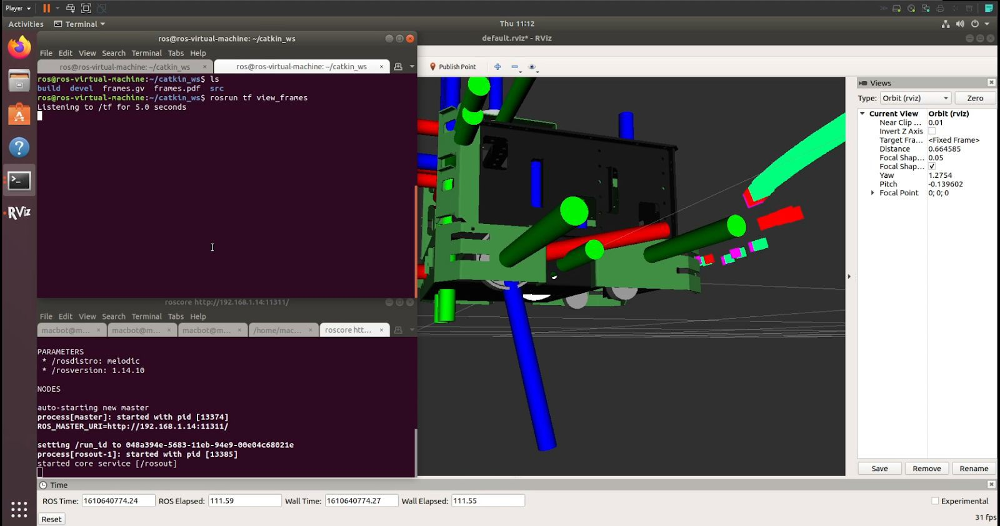 Player
Activities
Terminal
Thu 11:12
ros@ros-virtual-machine: ~/catkin_ws
default.rviz* - RViz
File Edit View Search Terminal Tabs Help
ros@ros-virtual-machine: ~/catkin_ws × ros@ros-virtual-machine: ~/catkin_ws ×
Publish Point
ros@ros-virtual-machine:~/catkin_ws$ ls
build devel frames.gv frames.pdf src
ros@ros-virtual-machine:~/catkin_ws$ rosrun tf view_frames
Listening to /tf for 5.0 seconds
RViz
Views
Type: Orbit (rviz) Zero
Current View Orbit (rviz)
Near Clip ... 0.01
Invert Z Axis
Target Fra... <Fixed Frame>
Distance 0.664585
Focal Shap... 0.05
Focal Shap... ✓
Yaw 1.2754
Pitch -0.139602
Focal Point 0; 0; 0
Save Remove Rename
roscore http://192.168.1.14:11311/
File Edit View Search Terminal Tabs Help
macbot@m... × macbot@m... × macbot@m... × /home/mac... × roscore htt... ×
PARAMETERS
* /rosdistro: melodic
* /rosversion: 1.14.10
NODES
auto-starting new master
process[master]: started with pid [13374]
ROS_MASTER_URI=http://192.168.1.14:11311/
setting /run_id to 048a394e-5683-11eb-94e9-00e04c68021e
process[rosout-1]: started with pid [13385]
started core service [/rosout]
Time
ROS Time: 1610640774.24 ROS Elapsed: 111.59 Wall Time: 1610640774.27 Wall Elapsed: 111.55 Experimental
Reset
31 fps